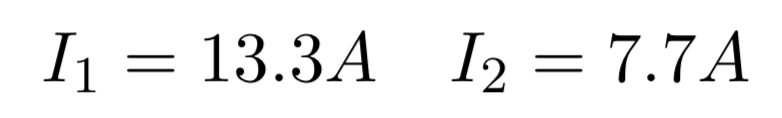 I₁ = 13.3A I₂ = 7.7A